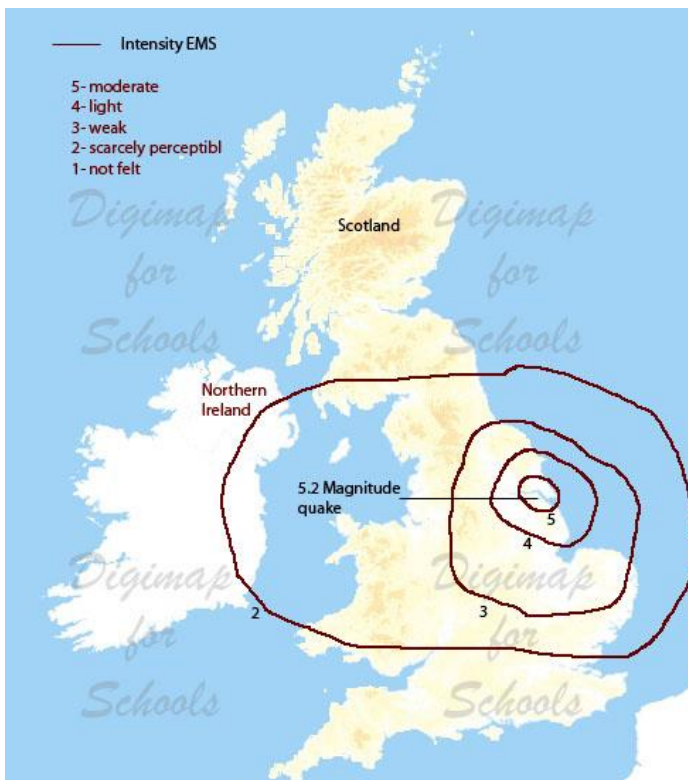 Intensity EMS
5- moderate
4- light
3- weak
2- scarcely perceptibl
1- not felt
Digimap
for
Schools
Digimap
for
Schools
Scotland
Northern
Ireland
5.2 Magnitude
quake
5
4
3
2
Digimap
for
Schools
Digimap
for
Schools